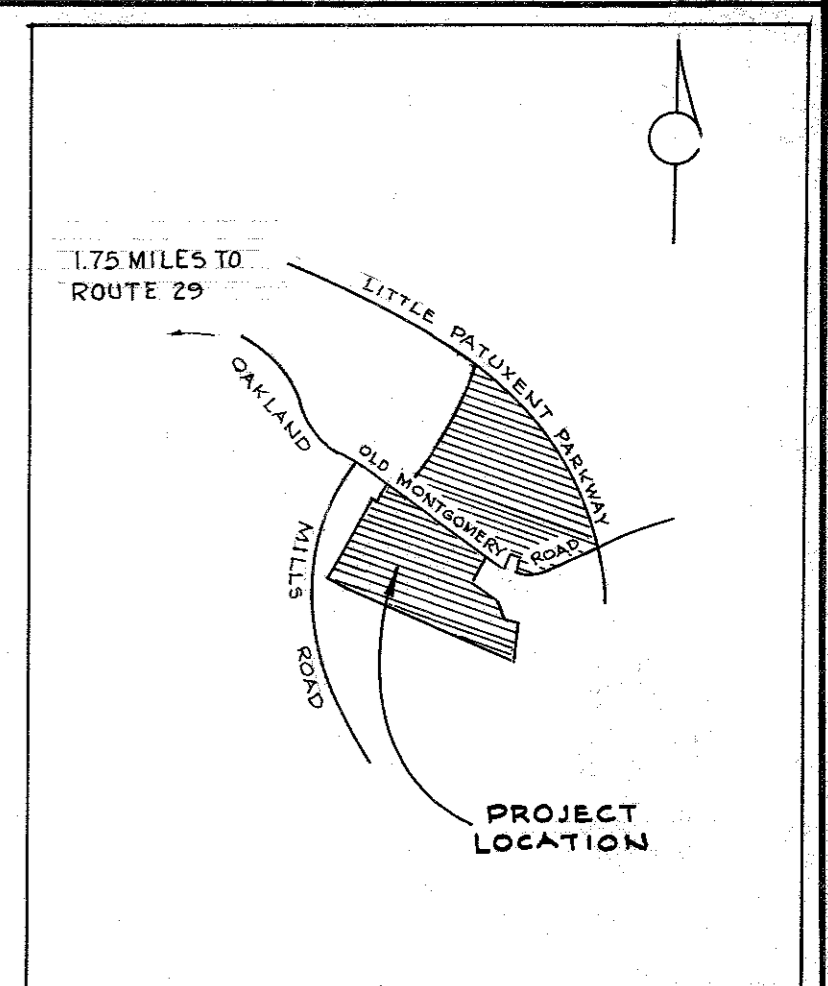 1.75 MILES TO
ROUTE 29
LITTLE PATUXENT PARKWAY
OAKLAND
MILLS
ROAD
OLD MONTGOMERY ROAD
PROJECT
LOCATION